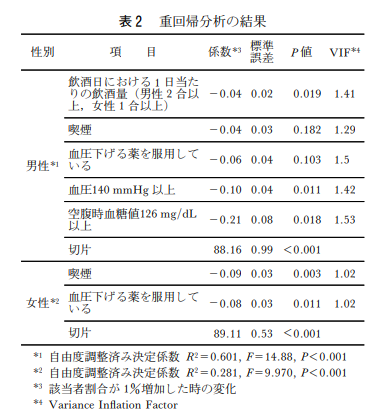 表2 重回帰分析の結果
性別 項 目 係数*3 標準誤差 P値 VIF*4
男性*1
飲酒日における1日当た
りの飲酒量（男性2合以
上，女性1合以上） −0.04 0.02 0.019 1.41
喫煙 −0.04 0.03 0.182 1.29
血圧下げる薬を服用して
いる −0.06 0.04 0.103 1.5
血圧140 mmHg 以上 −0.10 0.04 0.011 1.42
空腹時血糖値126 mg/dL
以上 −0.21 0.08 0.018 1.53
切片 88.16 0.99 <0.001
女性*2
喫煙 −0.09 0.03 0.003 1.02
血圧下げる薬を服用して
いる −0.08 0.03 0.011 1.02
切片 89.11 0.53 <0.001
*1 自由度調整済み決定係数 R²＝0.601, F＝14.88, P<0.001
*2 自由度調整済み決定係数 R²＝0.281, F＝9.970, P<0.001
*3 該当者割合が1％増加した時の変化
*4 Variance Inflation Factor